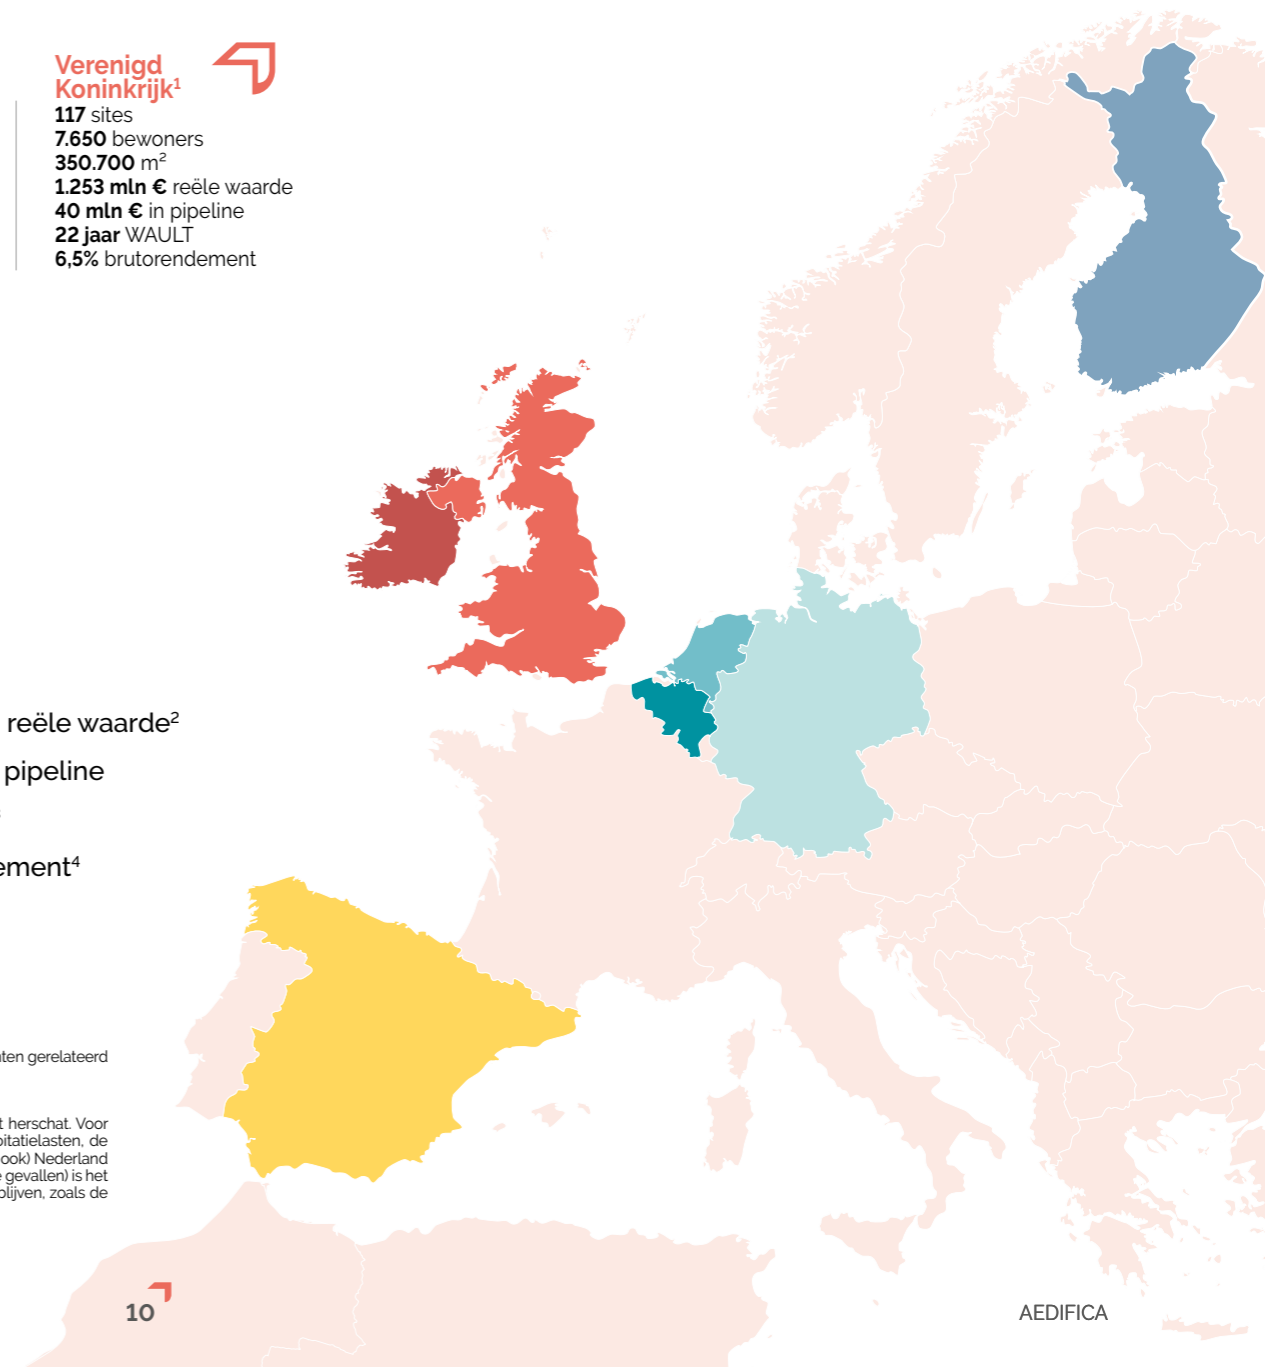 Verenigd
Koninkrijk¹
117 sites
7.650 bewoners
350.700 m²
1.253 mln € reële waarde
40 mln € in pipeline
22 jaar WAULT
6,5% brutorendement
reële waarde²
pipeline
ement⁴
ten gerelateerd
t herschat. Voor
oitatielasten, de
ook) Nederland
e gevallen) is het
blijven, zoals de
10
AEDIFICA